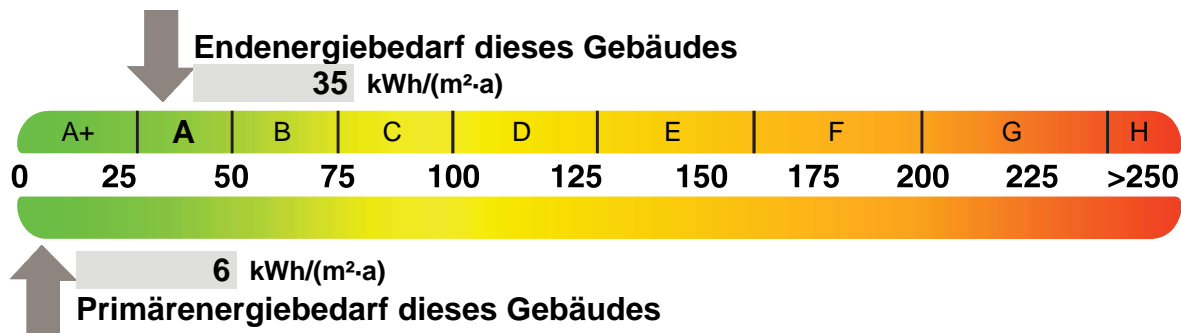 Endenergiebedarf dieses Gebäudes
35 kWh/(m²·a)
A+ A B C D E F G H
0 25 50 75 100 125 150 175 200 225 >250
6 kWh/(m²·a)
Primärenergiebedarf dieses Gebäudes